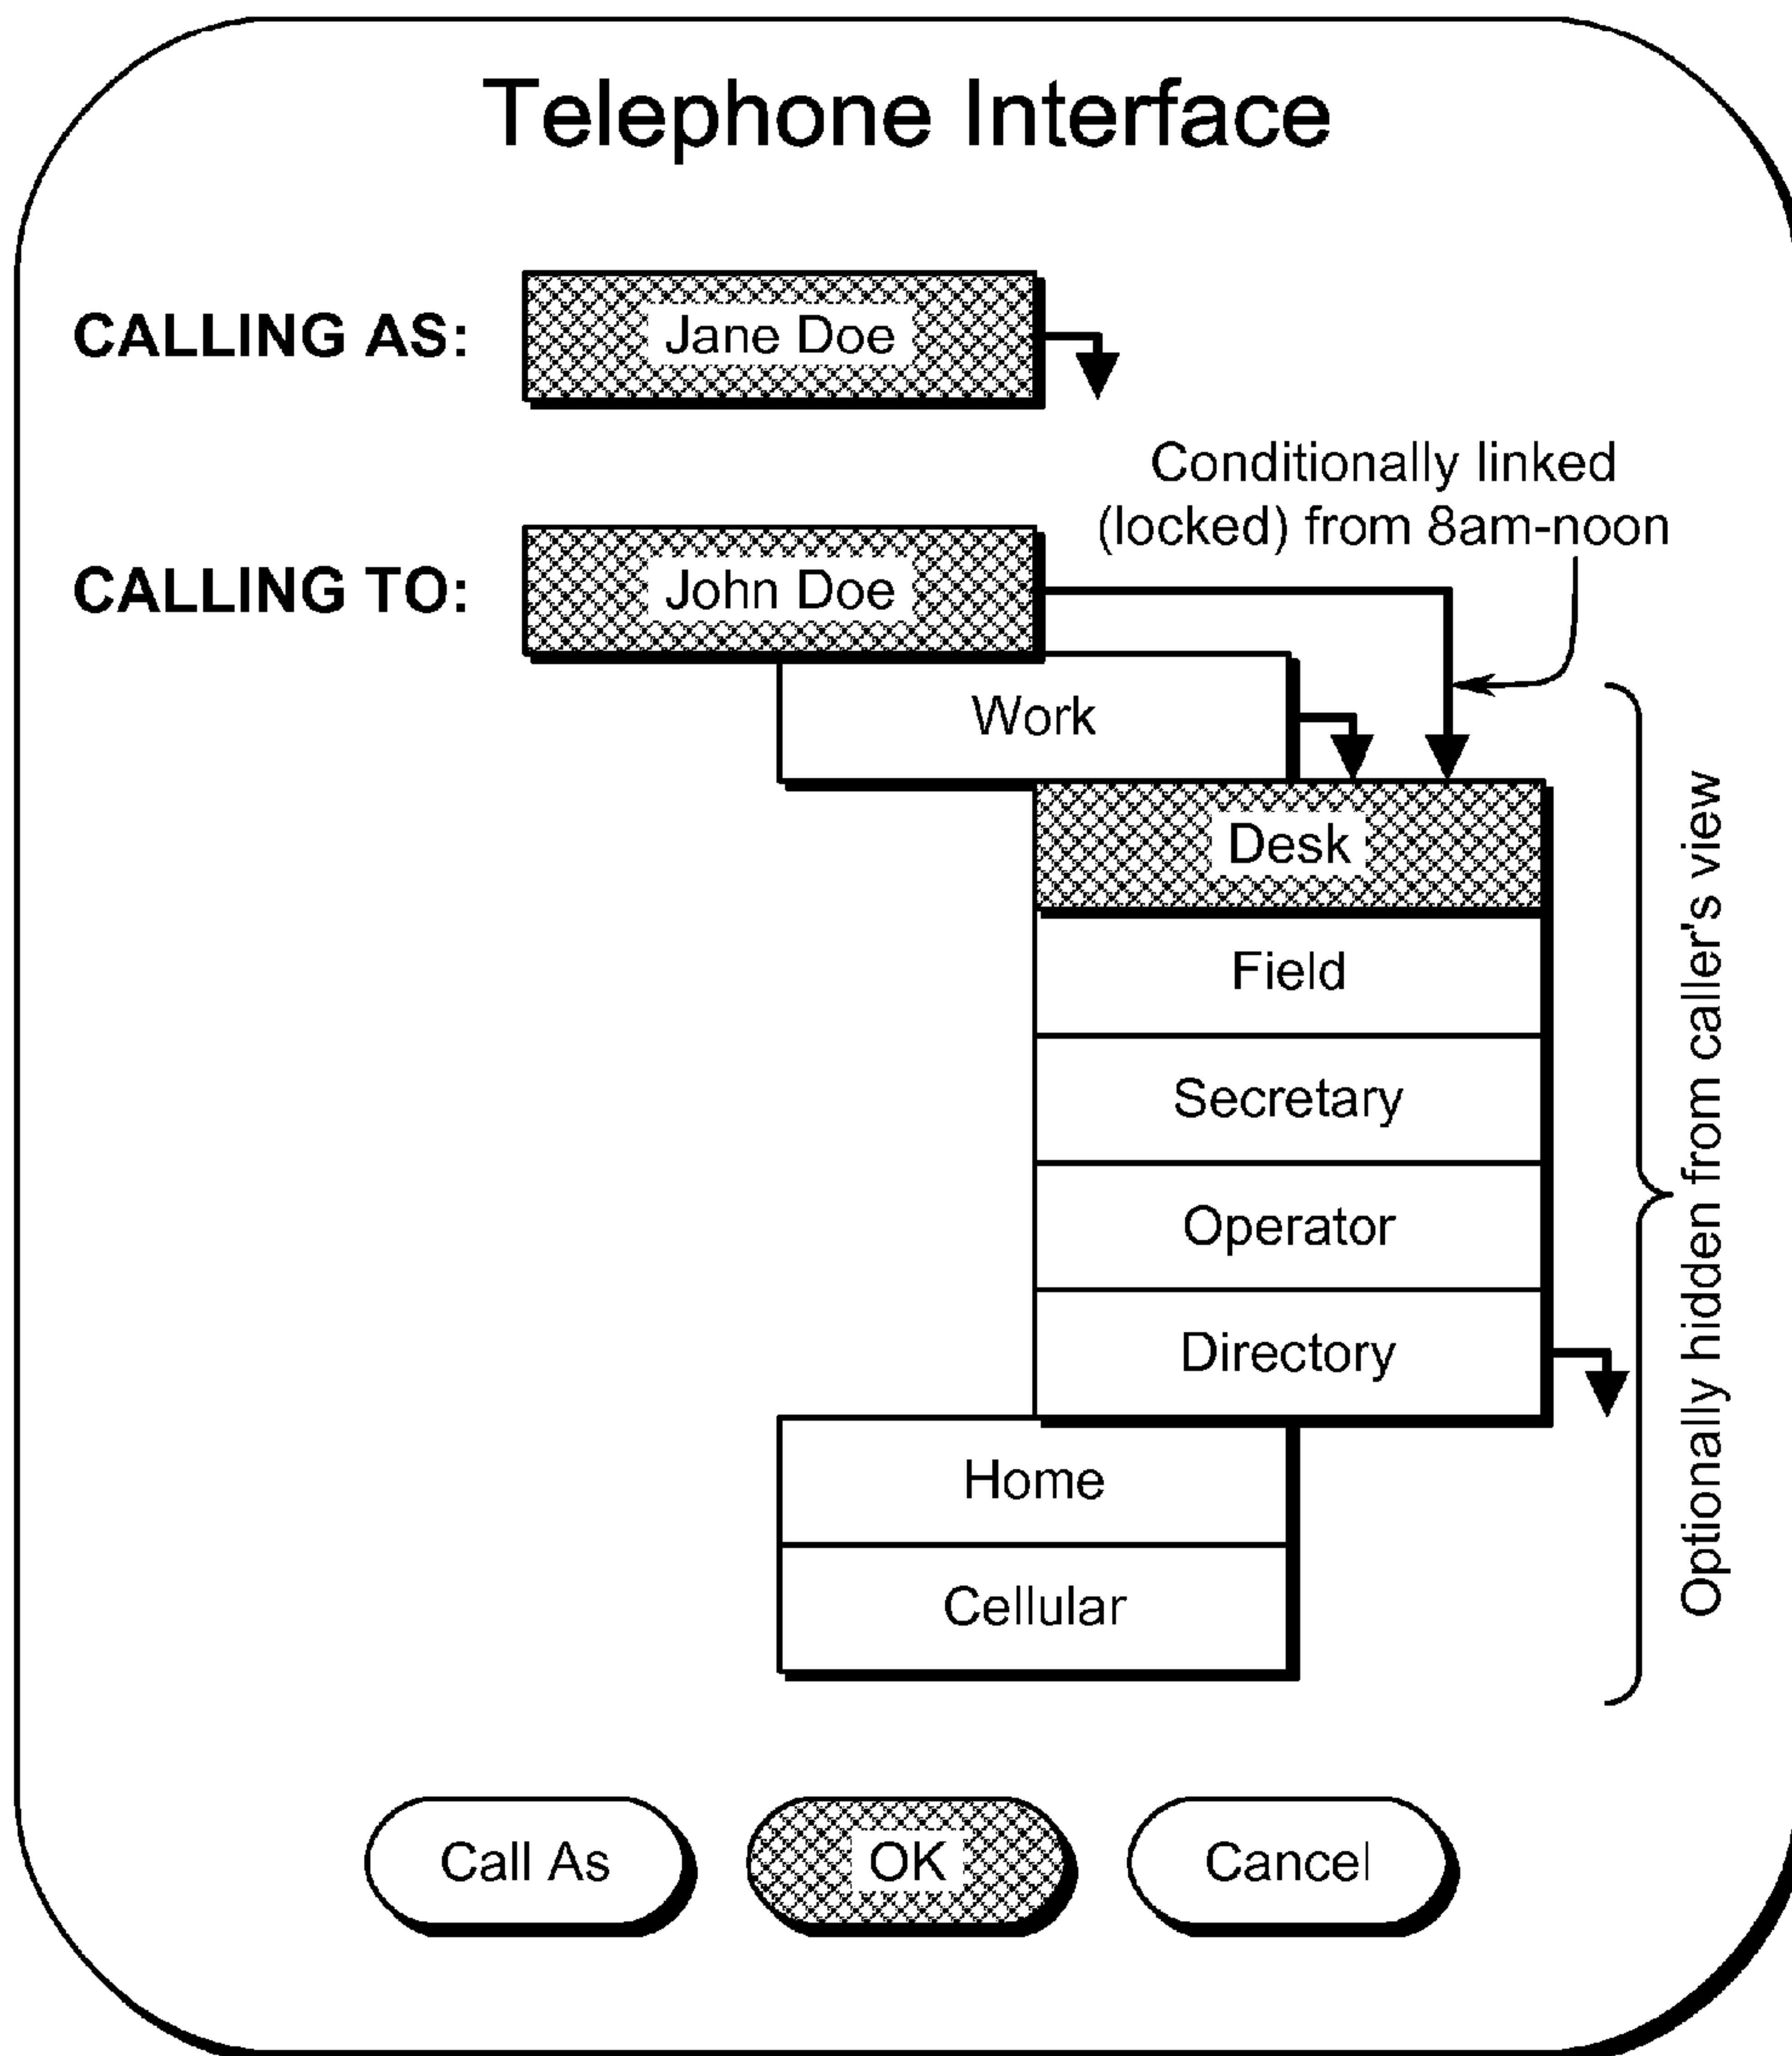 Telephone Interface
CALLING AS:
Jane Doe
Conditionally linked
(locked) from 8am-noon
CALLING TO:
John Doe
Work
Desk
Field
Secretary
Operator
Directory
Home
Cellular
Optionally hidden from caller's view
Call As
OK
Cancel